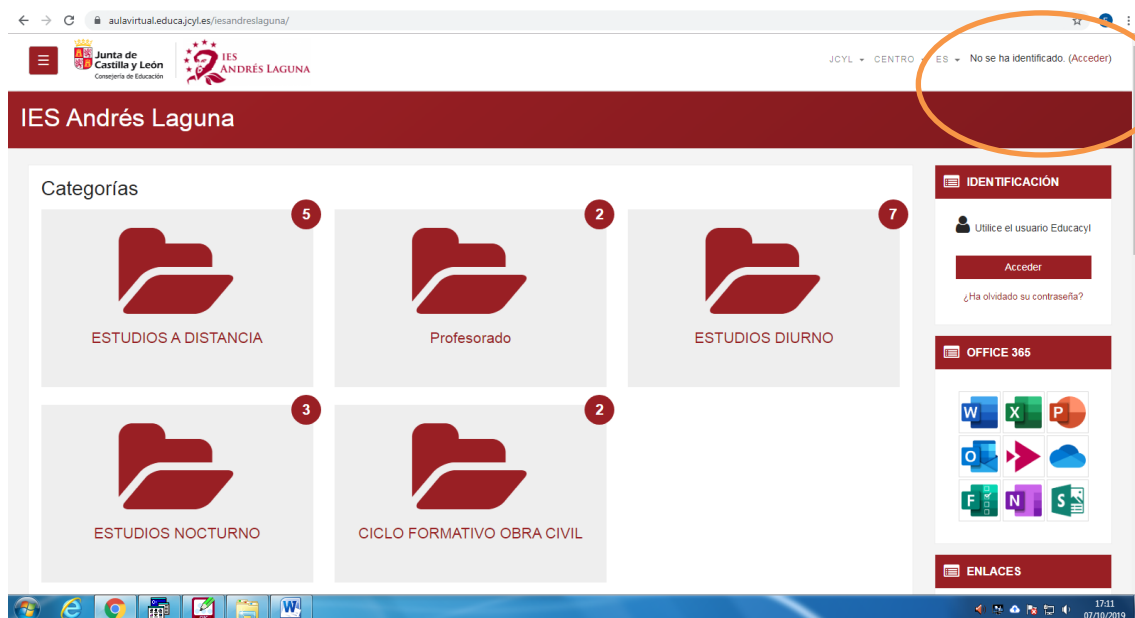 aulavirtual.educa.jcyl.es/iesandreslaguna/
Junta de
Castilla y León
Consejería de Educación
IES
ANDRÉS LAGUNA
JCYL CENTRO ES No se ha identificado. (Acceder)
IES Andrés Laguna
Categorías
5
ESTUDIOS A DISTANCIA
2
Profesorado
7
ESTUDIOS DIURNO
3
ESTUDIOS NOCTURNO
2
CICLO FORMATIVO OBRA CIVIL
IDENTIFICACIÓN
Utilice el usuario Educacyl
Acceder
¿Ha olvidado su contraseña?
OFFICE 365
W X P
O
F N S
ENLACES
W
17:11
07/10/2019